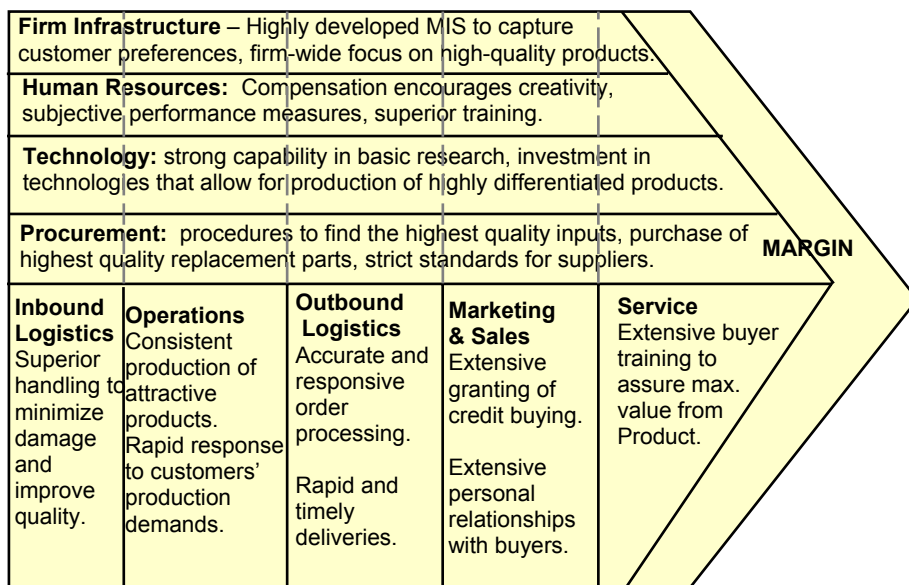 Firm Infrastructure – Highly developed MIS to capture
customer preferences, firm-wide focus on high-quality products.
Human Resources: Compensation encourages creativity,
subjective performance measures, superior training.
Technology: strong capability in basic research, investment in
technologies that allow for production of highly differentiated products.
Procurement: procedures to find the highest quality inputs, purchase of
highest quality replacement parts, strict standards for suppliers.
MARGIN
Inbound
Logistics
Superior
handling to
minimize
damage
and
improve
quality.
Operations
Consistent
production of
attractive
products.
Rapid response
to customers’
production
demands.
Outbound
Logistics
Accurate and
responsive
order
processing.
Rapid and
timely
deliveries.
Marketing
& Sales
Extensive
granting of
credit buying.
Extensive
personal
relationships
with buyers.
Service
Extensive buyer
training to
assure max.
value from
Product.